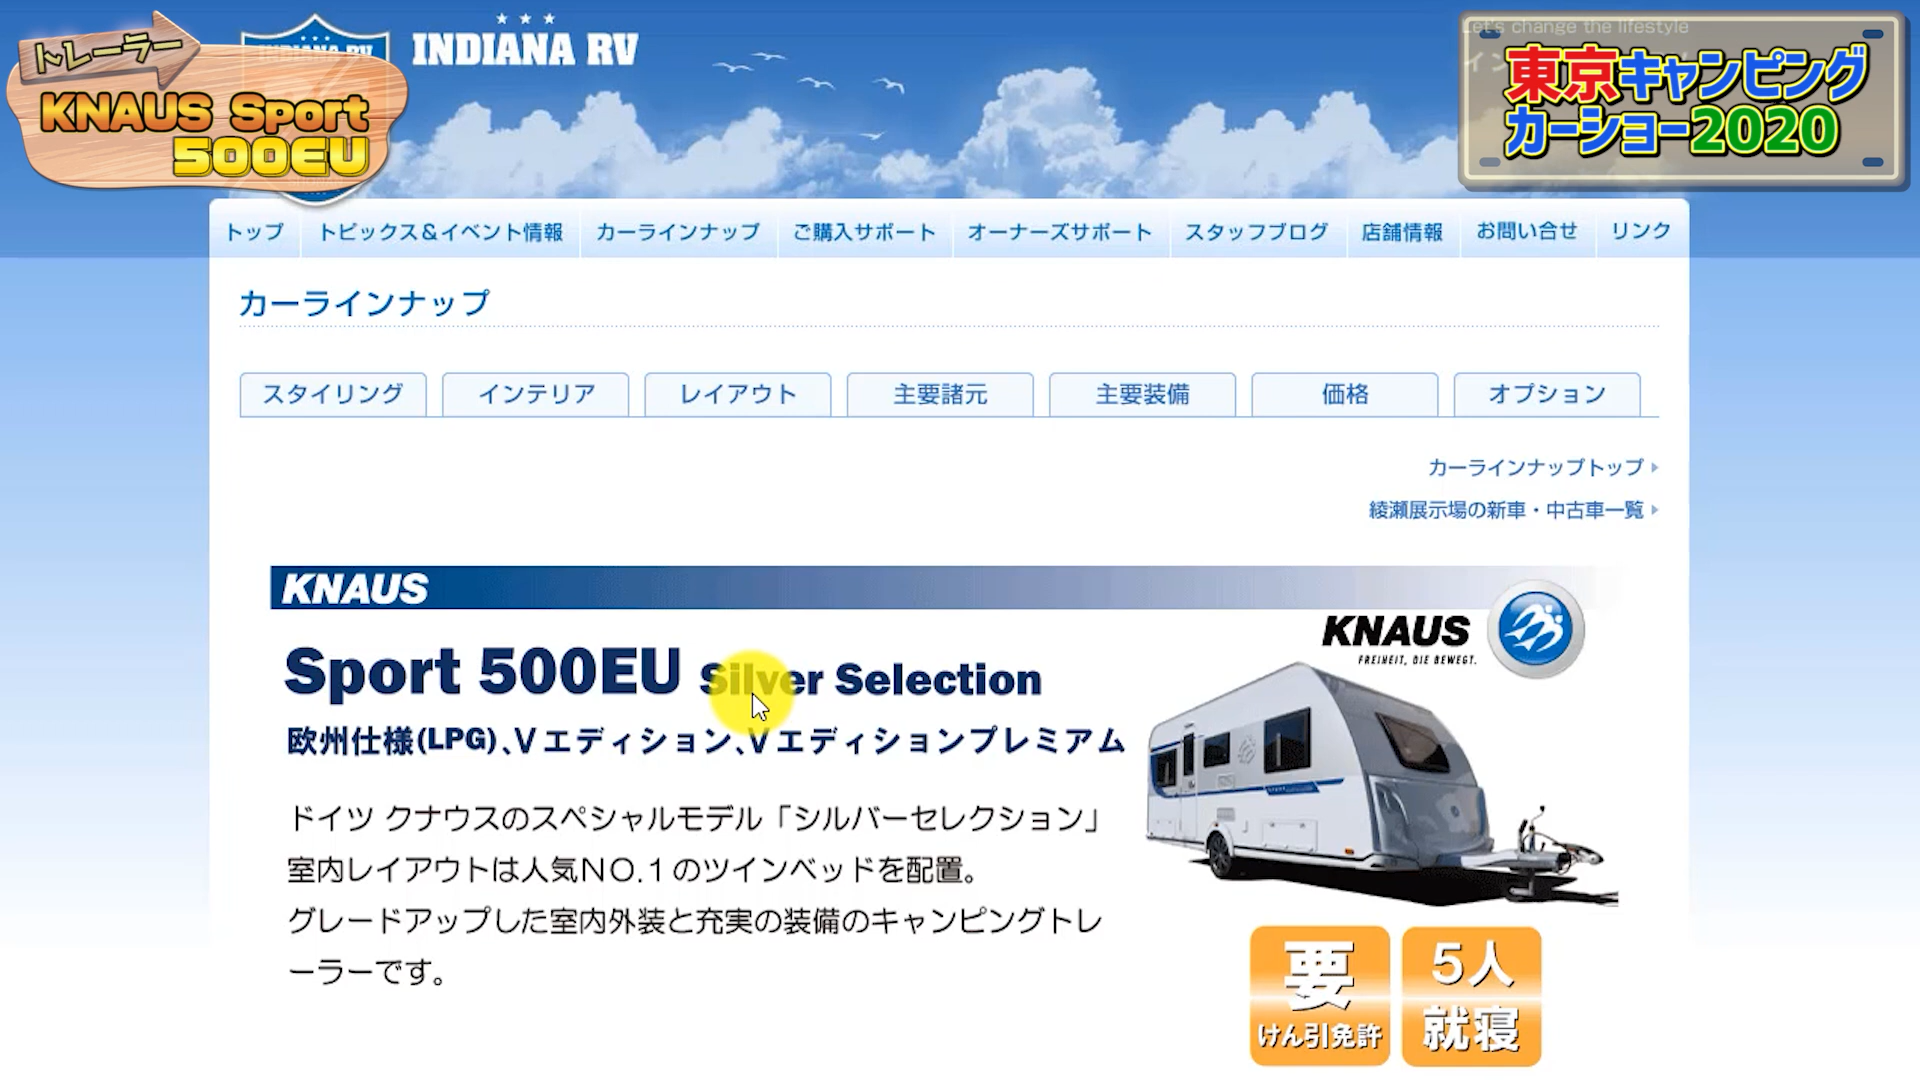 トレーラー
KNAUS Sport
500EU
INDIANA RV
INDIANA RV
Let's change the lifestyle
東京キャンピング
カーショー2020
トップ
トピックス＆イベント情報
カーラインナップ
ご購入サポート
オーナーズサポート
スタッフブログ
店舗情報
お問い合せ
リンク
カーラインナップ
スタイリング
インテリア
レイアウト
主要諸元
主要装備
価格
オプション
カーラインナップトップ
綾瀬展示場の新車・中古車一覧
KNAUS
KNAUS
FREIHEIT, DIE BEWEGT.
Sport 500EU Silver Selection
欧州仕様(LPG)、Vエディション、Vエディションプレミアム
ドイツ クナウスのスペシャルモデル「シルバーセレクション」
室内レイアウトは人気NO.1のツインベッドを配置。
グレードアップした室内外装と充実の装備のキャンピングトレ
ーラーです。
要
けん引免許
5人
就寝